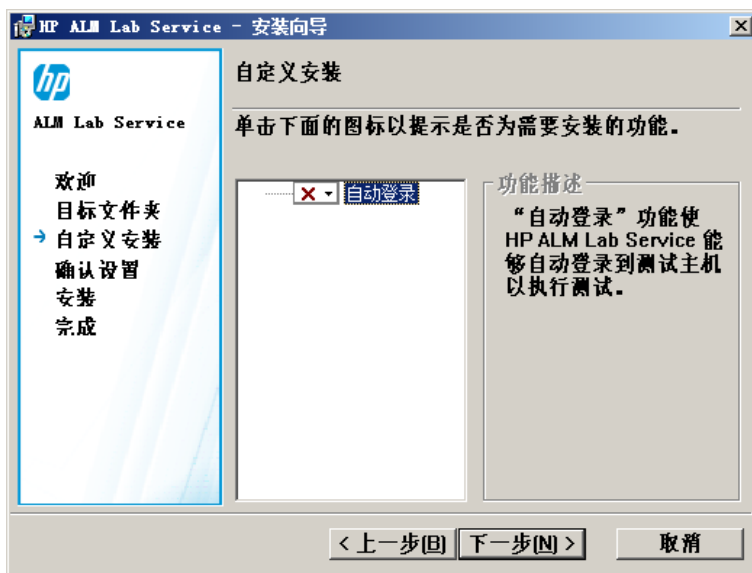 HP ALM Lab Service - 安装向导
hp
ALM Lab Service
欢迎
目标文件夹
自定义安装
确认设置
安装
完成
自定义安装
单击下面的图标以提示是否为需要安装的功能。
自动登录
功能描述
“自动登录”功能使
HP ALM Lab Service 能
够自动登录到测试主机
以执行测试。
< 上一步(B)
下一步(N) >
取消